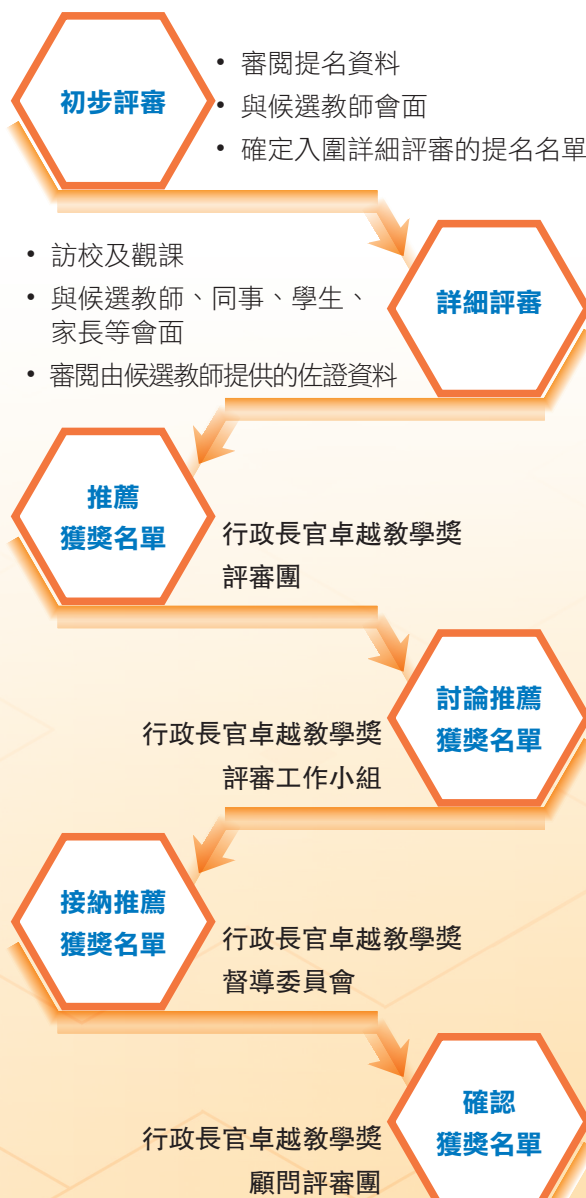 初步評審
• 審閱提名資料
• 與候選教師會面
• 確定入圍詳細評審的提名名單
詳細評審
• 訪校及觀課
• 與候選教師、同事、學生、
家長等會面
• 審閱由候選教師提供的佐證資料
推薦
獲獎名單
行政長官卓越教學獎
評審團
討論推薦
獲獎名單
行政長官卓越教學獎
評審工作小組
接納推薦
獲獎名單
行政長官卓越教學獎
督導委員會
確認
獲獎名單
行政長官卓越教學獎
顧問評審團